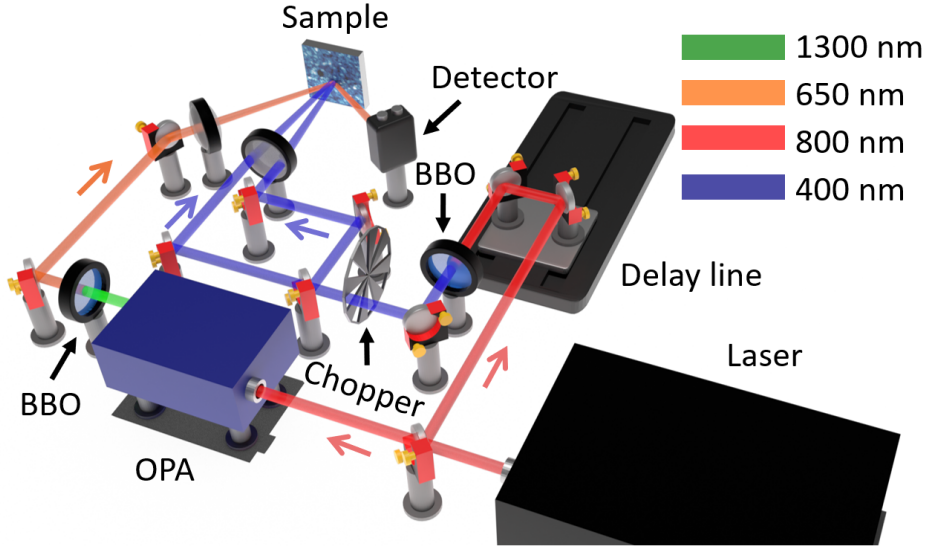 Sample
1300 nm
650 nm
800 nm
400 nm
Detector
BBO
Delay line
Laser
Chopper
BBO
OPA